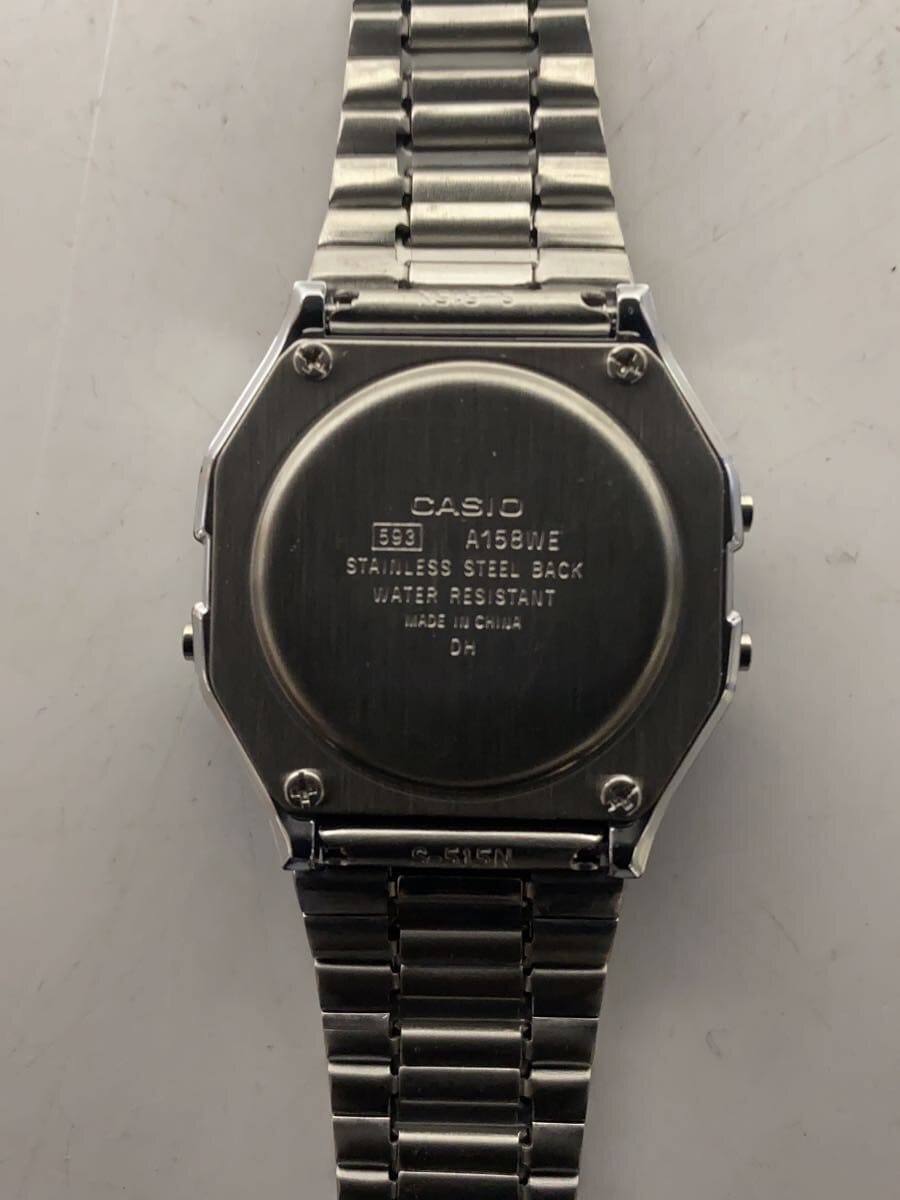 CASIO
593 A158WE
STAINLESS STEEL BACK
WATER RESISTANT
MADE IN CHINA
DH
S-515N